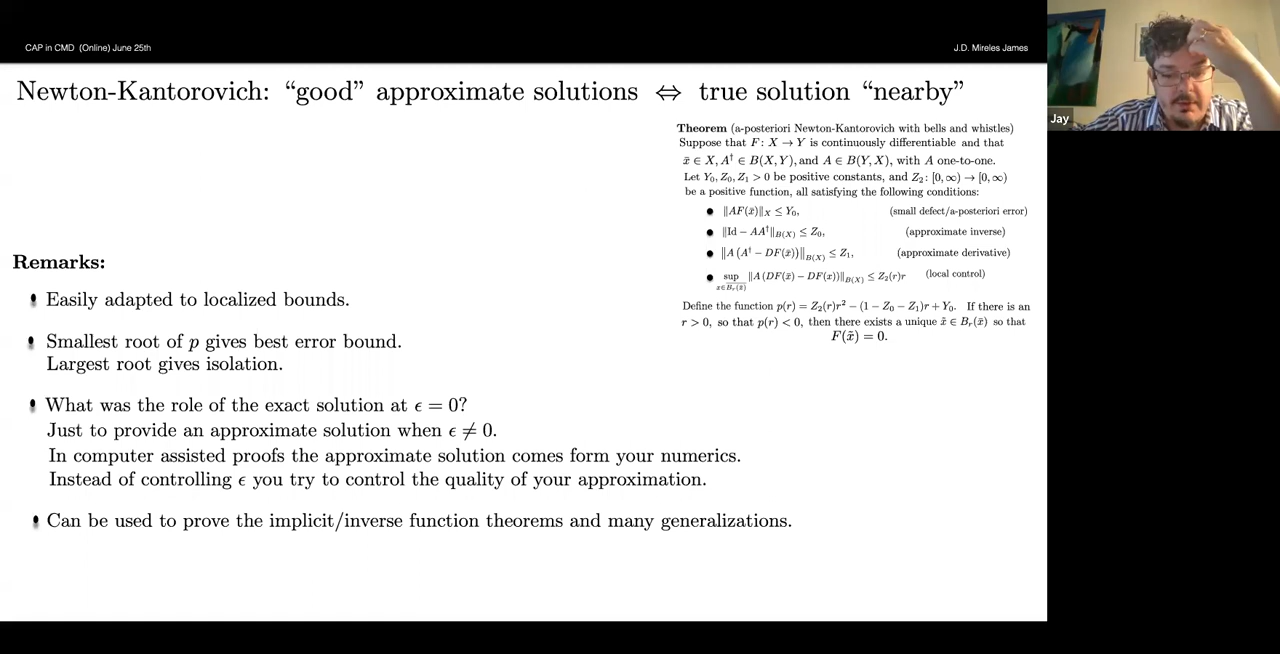 CAP in CMD (Online) June 25th
J.D. Mireles James
Newton-Kantorovich: “good” approximate solutions ⇔ true solution “nearby”
Jay
Theorem (a-posteriori Newton-Kantorovich with bells and whistles)
Suppose that F: X → Y is continuously differentiable and that
x̄ ∈ X, A† ∈ B(X, Y), and A ∈ B(Y, X), with A one-to-one.
Let Y₀, Z₀, Z₁ > 0 be positive constants, and Z₂: [0, ∞) → [0, ∞)
be a positive function, all satisfying the following conditions:
● ‖AF(x̄)‖_X ≤ Y₀, (small defect/a-posteriori error)
● ‖Id − AA†‖_{B(X)} ≤ Z₀, (approximate inverse)
● ‖A (A† − DF(x̄))‖_{B(X)} ≤ Z₁, (approximate derivative)
● sup_{x∈\overline{B_r(x̄)}} ‖A (DF(x̄) − DF(x))‖_{B(X)} ≤ Z₂(r)r (local control)
Define the function p(r) = Z₂(r)r² − (1 − Z₀ − Z₁)r + Y₀. If there is an
r > 0, so that p(r) < 0, then there exists a unique x̃ ∈ B_r(x̄) so that
F(x̃) = 0.
Remarks:
● Easily adapted to localized bounds.
● Smallest root of p gives best error bound.
Largest root gives isolation.
● What was the role of the exact solution at ϵ = 0?
Just to provide an approximate solution when ϵ ≠ 0.
In computer assisted proofs the approximate solution comes form your numerics.
Instead of controlling ϵ you try to control the quality of your approximation.
● Can be used to prove the implicit/inverse function theorems and many generalizations.